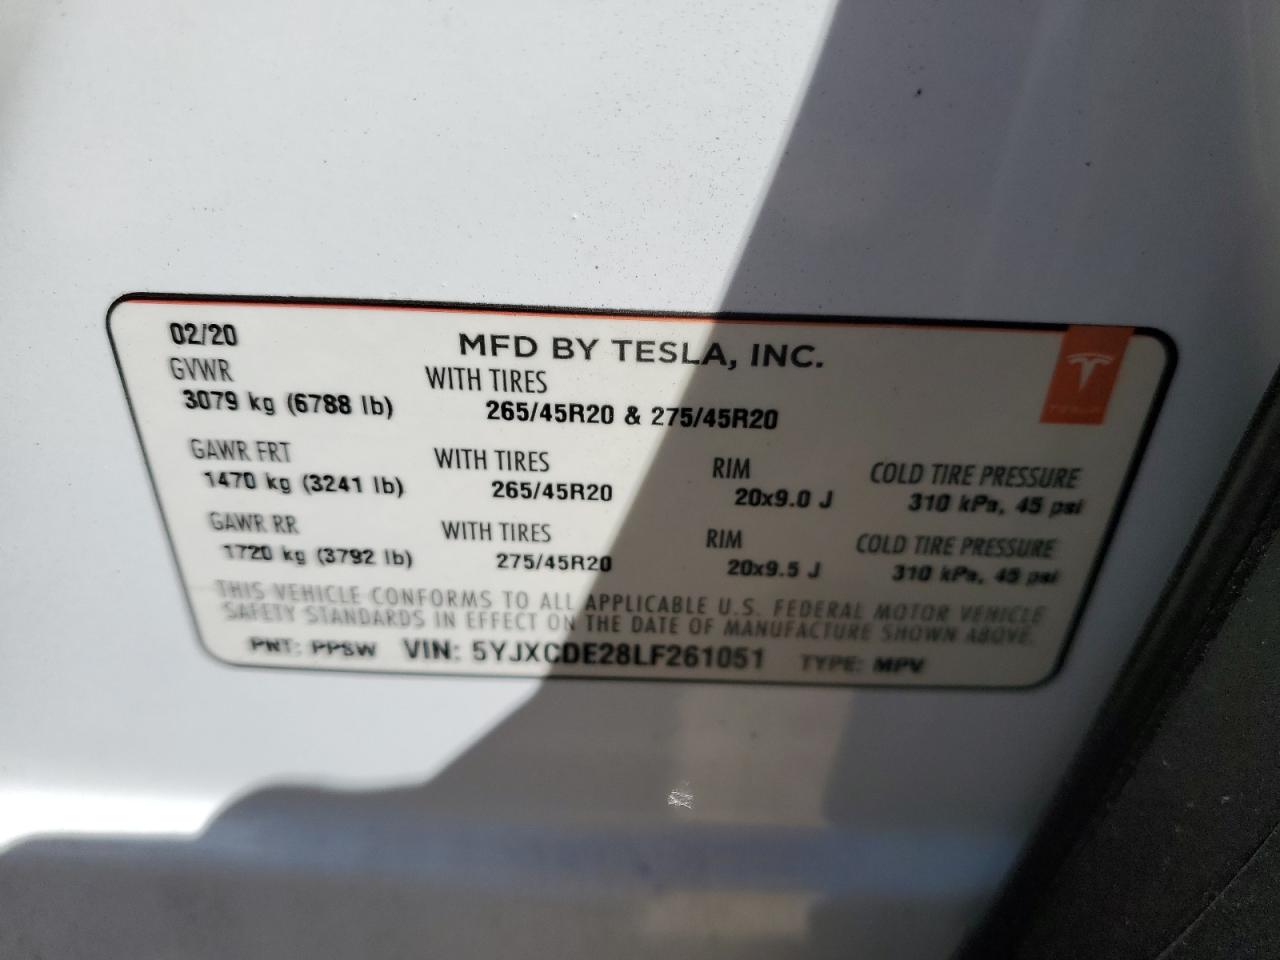 02/20 MFD BY TESLA, INC.
GVWR WITH TIRES
3079 kg (6788 lb) 265/45R20 & 275/45R20
GAWR FRT WITH TIRES RIM COLD TIRE PRESSURE
1470 kg (3241 lb) 265/45R20 20x9.0 J 310 kPa, 45 psi
GAWR RR WITH TIRES RIM COLD TIRE PRESSURE
1720 kg (3792 lb) 275/45R20 20x9.5 J 310 kPa, 45 psi
THIS VEHICLE CONFORMS TO ALL APPLICABLE U.S. FEDERAL MOTOR VEHICLE
SAFETY STANDARDS IN EFFECT ON THE DATE OF MANUFACTURE SHOWN ABOVE.
PNT: PPSW VIN: 5YJXCDE28LF261051 TYPE: MPV
TESLA